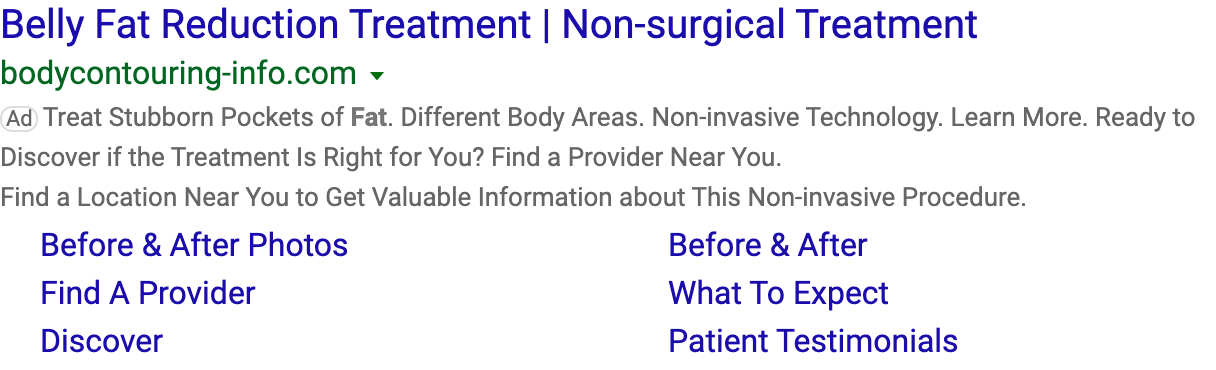 Belly Fat Reduction Treatment | Non-surgical Treatment
bodycontouring-info.com
Ad Treat Stubborn Pockets of Fat. Different Body Areas. Non-invasive Technology. Learn More. Ready to
Discover if the Treatment Is Right for You? Find a Provider Near You.
Find a Location Near You to Get Valuable Information about This Non-invasive Procedure.
Before & After Photos
Before & After
Find A Provider
What To Expect
Discover
Patient Testimonials